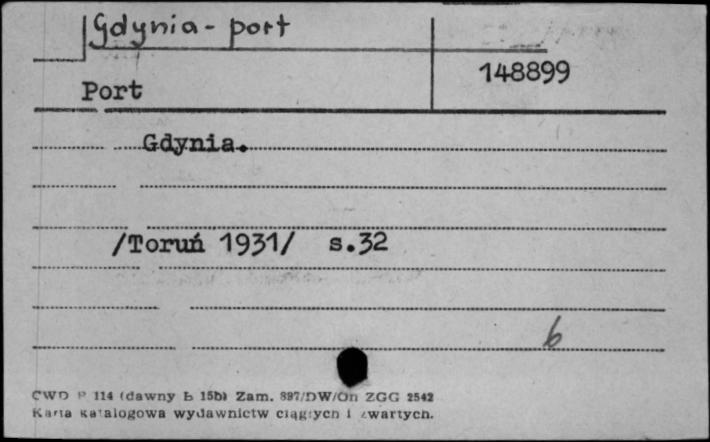 Gdynia - port
148899
Port
Gdynia.
/Toruń 1931/ s.32
b
CWD P 114 (dawny Ł 15b) Zam. 897/DW/On ZGG 2542
Karta katalogowa wydawnictw ciągłych i zwartych.